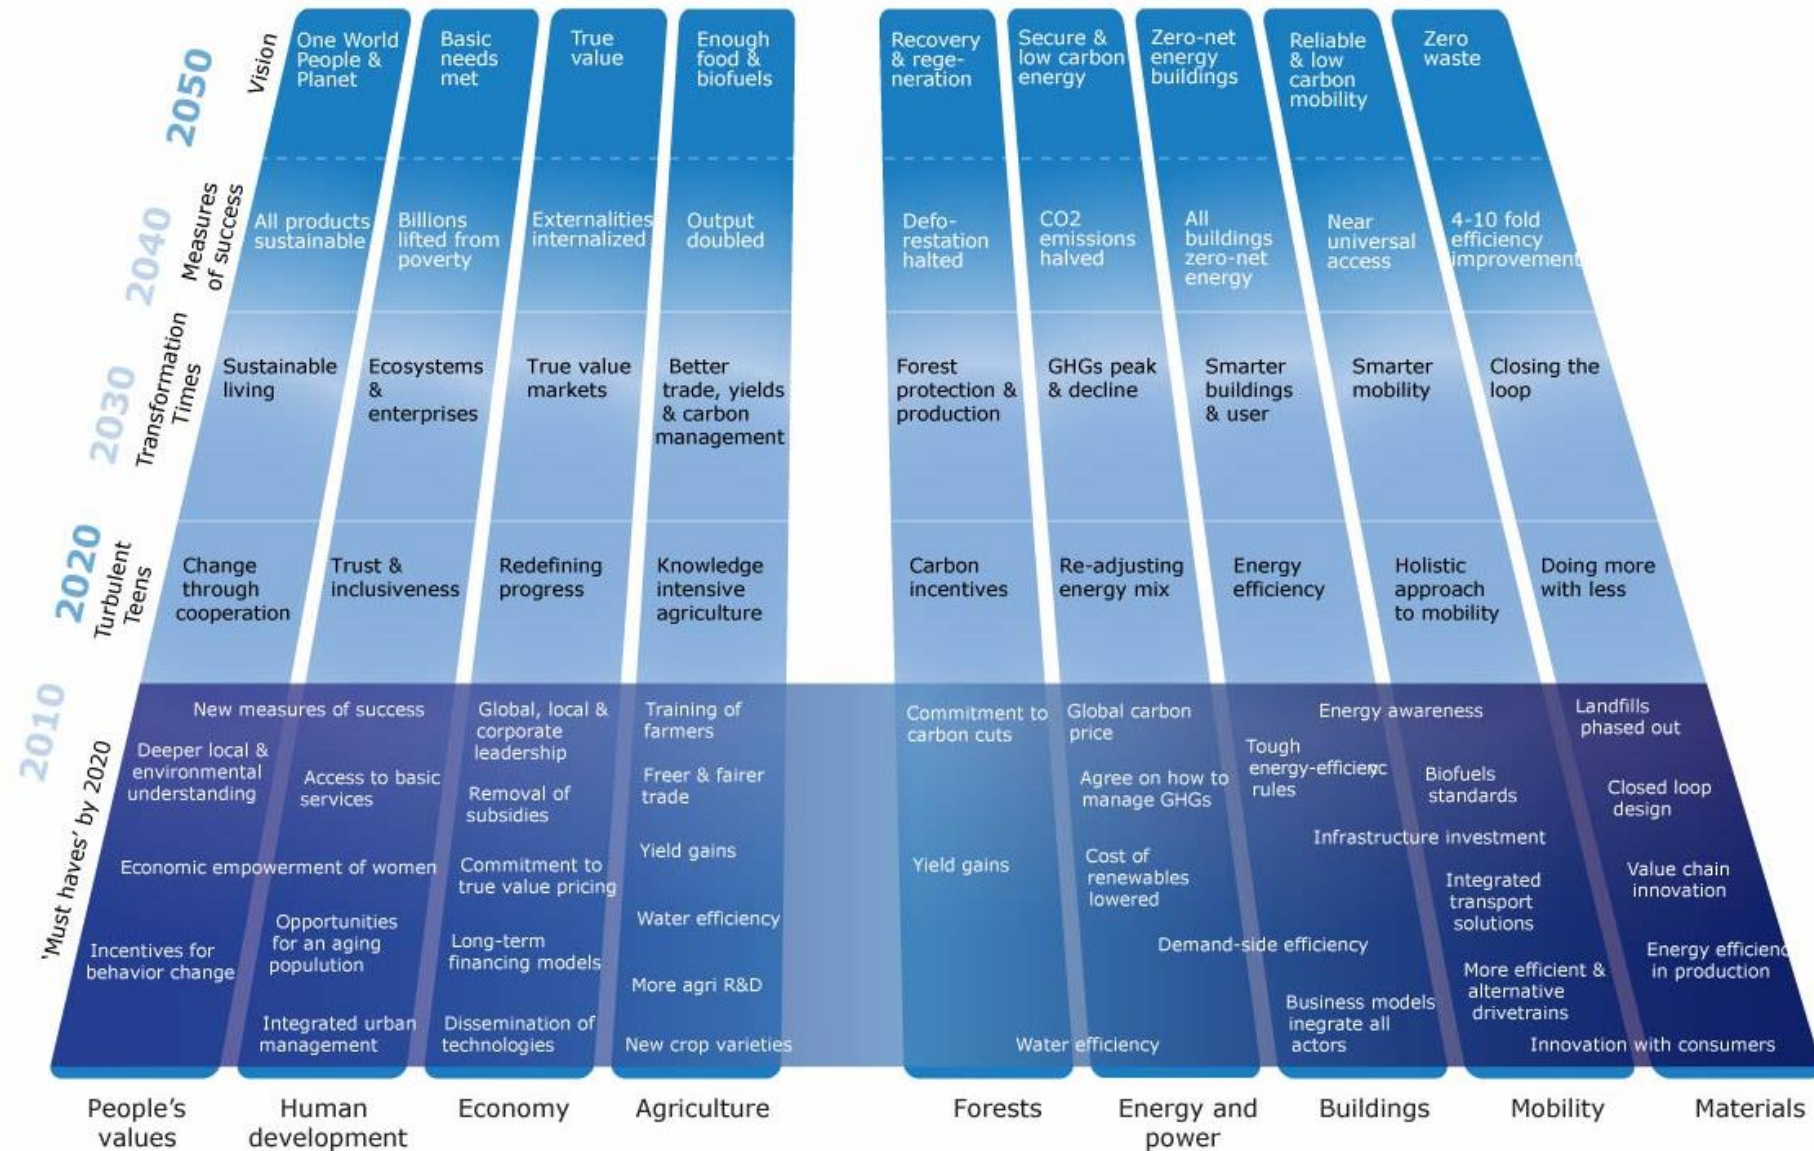 2050
Vision
One World
People &
Planet
Basic
needs
met
True
value
Enough
food &
biofuels
Recovery
& rege-
neration
Secure &
low carbon
energy
Zero-net
energy
buildings
Reliable
& low
carbon
mobility
Zero
waste
2040
Measures
of success
All products
sustainable
Billions
lifted from
poverty
Externalities
internalized
Output
doubled
Defo-
restation
halted
CO2
emissions
halved
All
buildings
zero-net
energy
Near
universal
access
4-10 fold
efficiency
improvement
2030
Transformation
Times
Sustainable
living
Ecosystems
&
enterprises
True value
markets
Better
trade, yields
& carbon
management
Forest
protection &
production
GHGs peak
& decline
Smarter
buildings
& user
Smarter
mobility
Closing the
loop
2020
Turbulent
Teens
Change
through
cooperation
Trust &
inclusiveness
Redefining
progress
Knowledge
intensive
agriculture
Carbon
incentives
Re-adjusting
energy mix
Energy
efficiency
Holistic
approach
to mobility
Doing more
with less
2010
'Must haves' by 2020
New measures of success
Deeper local &
environmental
understanding
Access to basic
services
Economic empowerment of women
Incentives for
behavior change
Opportunities
for an aging
populution
Integrated urban
management
Global, local &
corporate
leadership
Removal of
subsidies
Commitment to
true value pricing
Long-term
financing models
Dissemination of
technologies
Training of
farmers
Freer & fairer
trade
Yield gains
Water efficiency
More agri R&D
New crop varieties
Commitment to
carbon cuts
Yield gains
Water efficiency
Global carbon
price
Agree on how to
manage GHGs
Cost of
renewables
lowered
Demand-side efficiency
Energy awareness
Tough
energy-efficienyc
rules
Infrastructure investment
Business models
inegrate all
actors
Biofuels
standards
Integrated
transport
solutions
More efficient &
alternative
drivetrains
Innovation with consumers
Landfills
phased out
Closed loop
design
Value chain
innovation
Energy efficienc
in production
People's
values
Human
development
Economy
Agriculture
Forests
Energy and
power
Buildings
Mobility
Materials